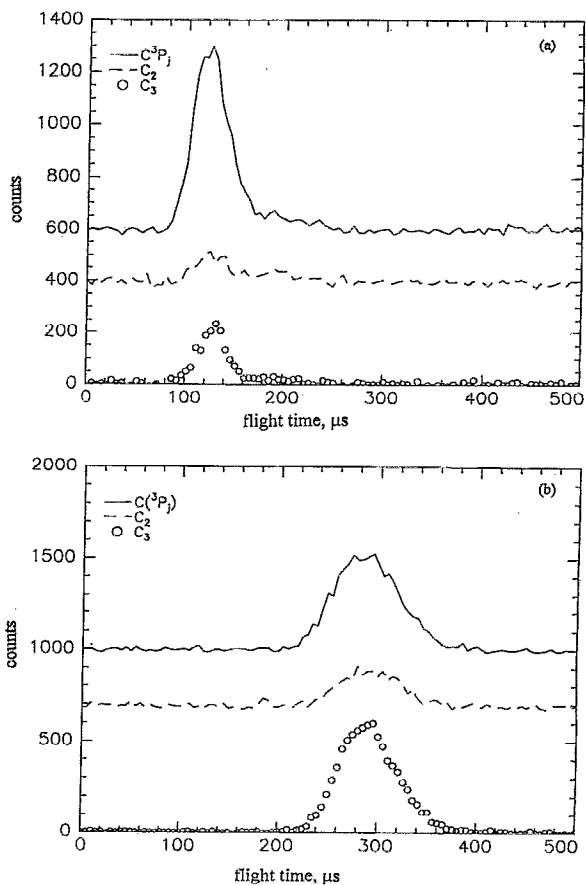 1400
1200
1000
800
600
400
200
0
counts
C³Pj
C₂
C₃
(a)
0 100 200 300 400 500
flight time, μs
2000
1500
1000
500
0
counts
C(³Pj)
C₂
C₃
(b)
0 100 200 300 400 500
flight time, μs